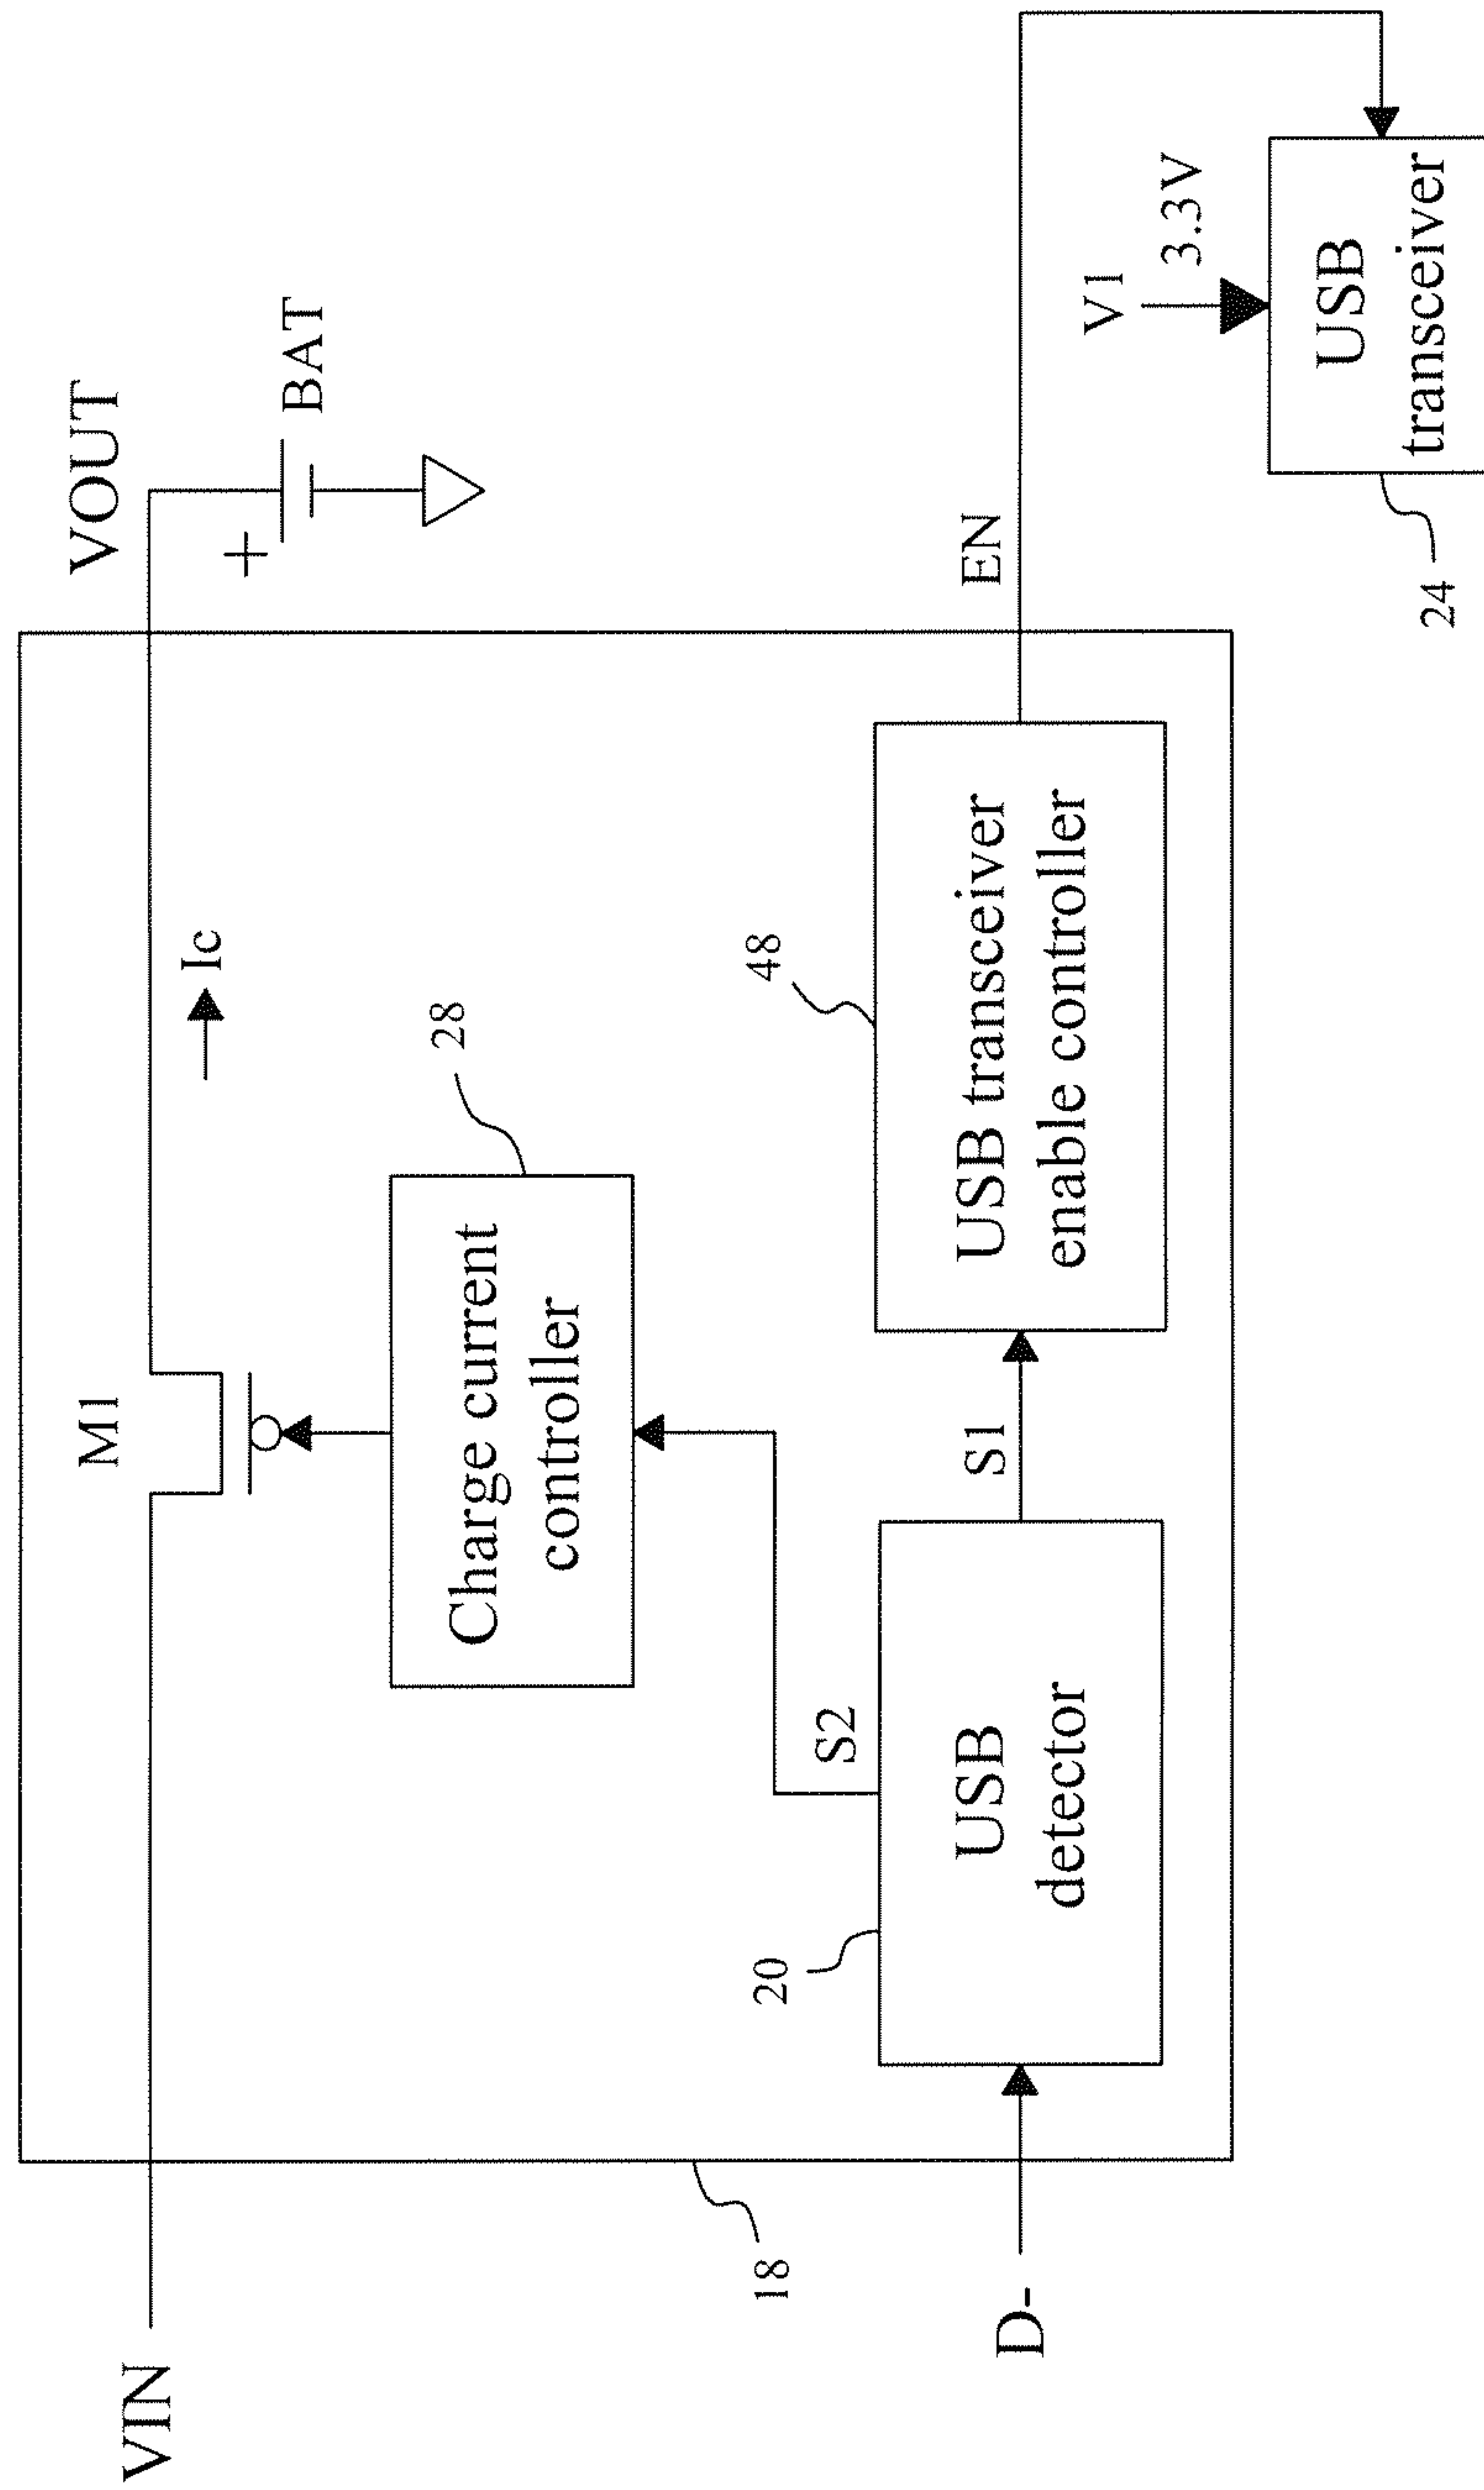 VIN
M1
VOUT
Ic
+
BAT
28
Charge current
controller
18
20
S2
48
D-
USB
detector
S1
USB transceiver
enable controller
EN
V1
3.3V
USB
transceiver
24